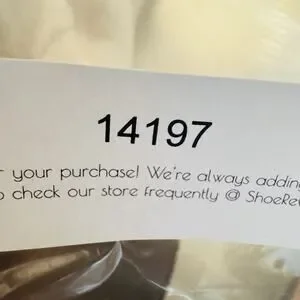 14197
your purchase! We're always adding
check our store frequently @ ShoeRe